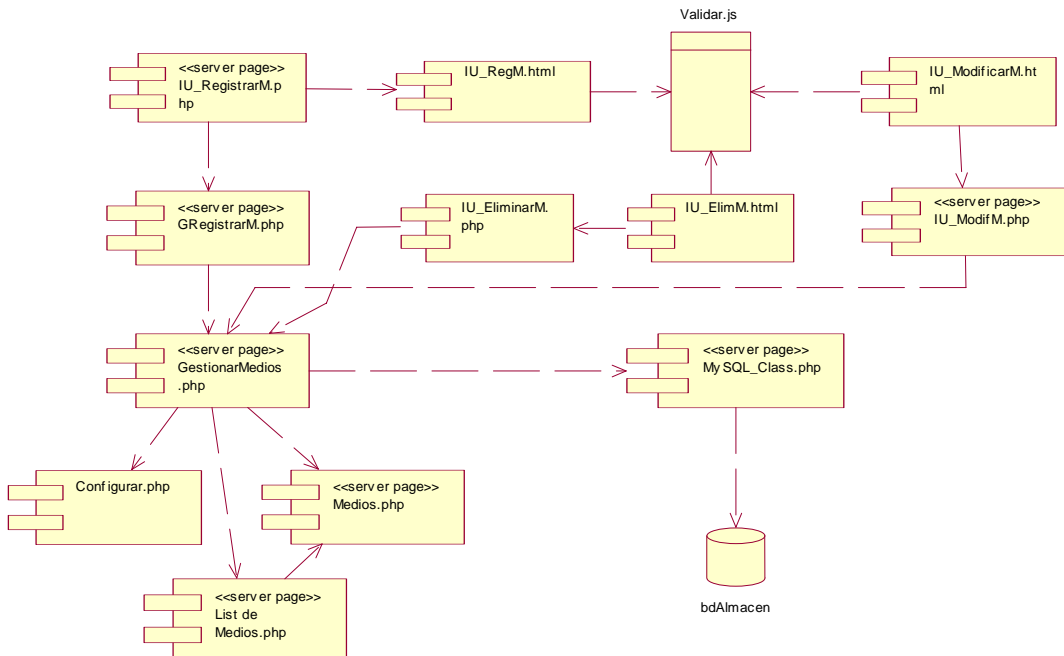 Validar.js
<<server page>>
IU_RegistrarM.p
hp
IU_RegM.html
IU_ModificarM.ht
ml
<<server page>>
GRegistrarM.php
IU_EliminarM.
php
IU_ElimM.html
<<server page>>
IU_ModifM.php
<<server page>>
GestionarMedios
.php
<<server page>>
MySQL_Class.php
Configurar.php
<<server page>>
Medios.php
<<server page>>
List de
Medios.php
bdAlmacen